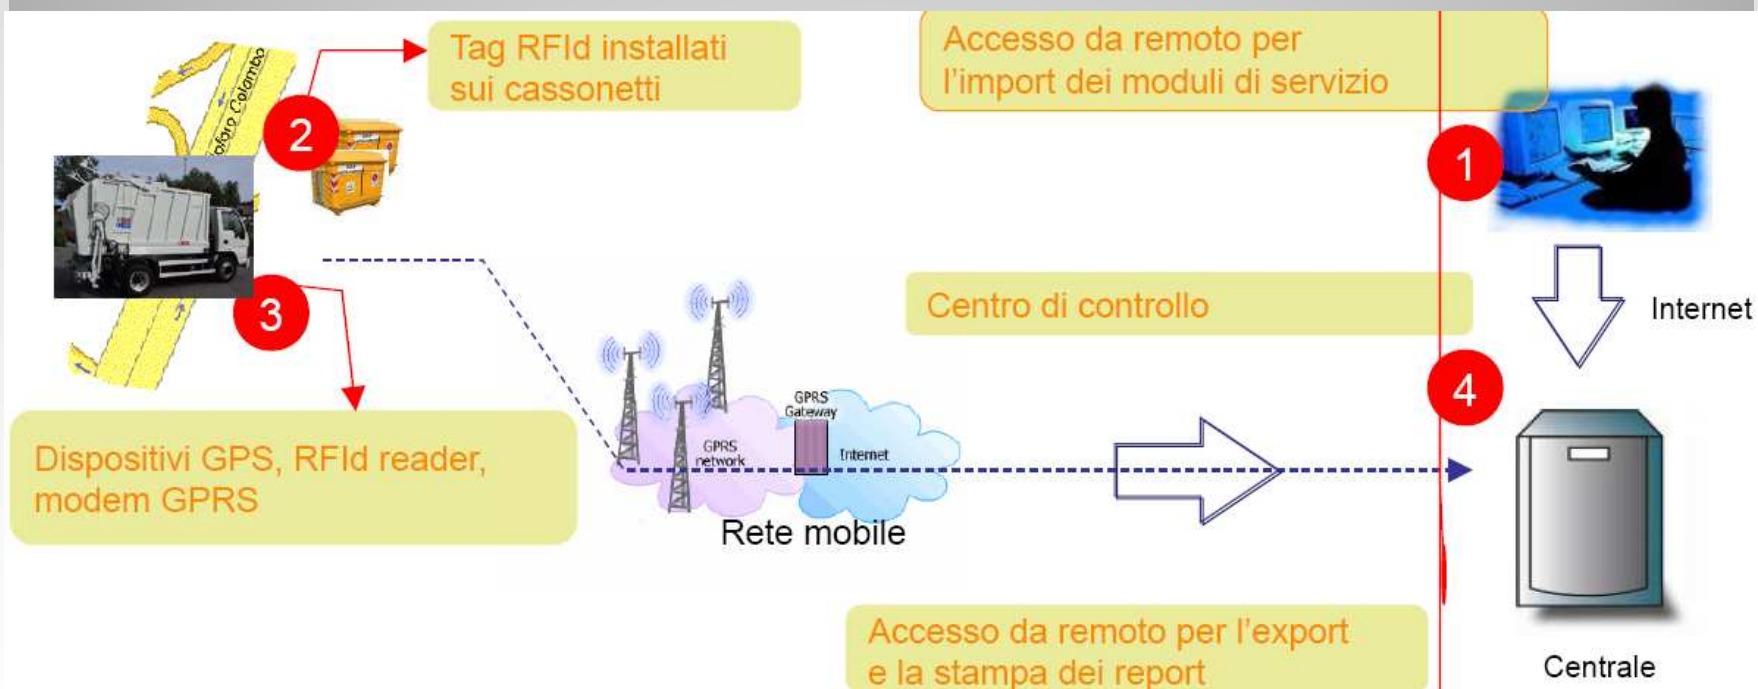 Tag RFId installati
sui cassonetti
Accesso da remoto per
l'import dei moduli di servizio
Colombo
2
1
3
Centro di controllo
Internet
4
Dispositivi GPS, RFId reader,
modem GPRS
GPRS
Gateway
GPRS
network
Internet
Rete mobile
Accesso da remoto per l'export
e la stampa dei report
Centrale